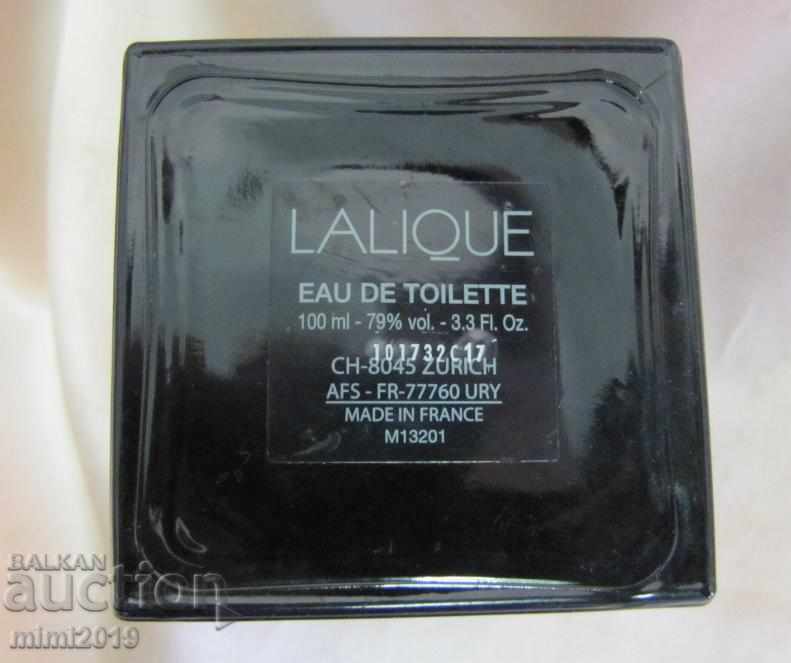 LALIQUE
EAU DE TOILETTE
100 ml - 79% vol. - 3.3 Fl. Oz.
101732C17
CH-8045 ZURICH
AFS - FR-77760 URY
MADE IN FRANCE
M13201
BALKAN
auction
mimi2019